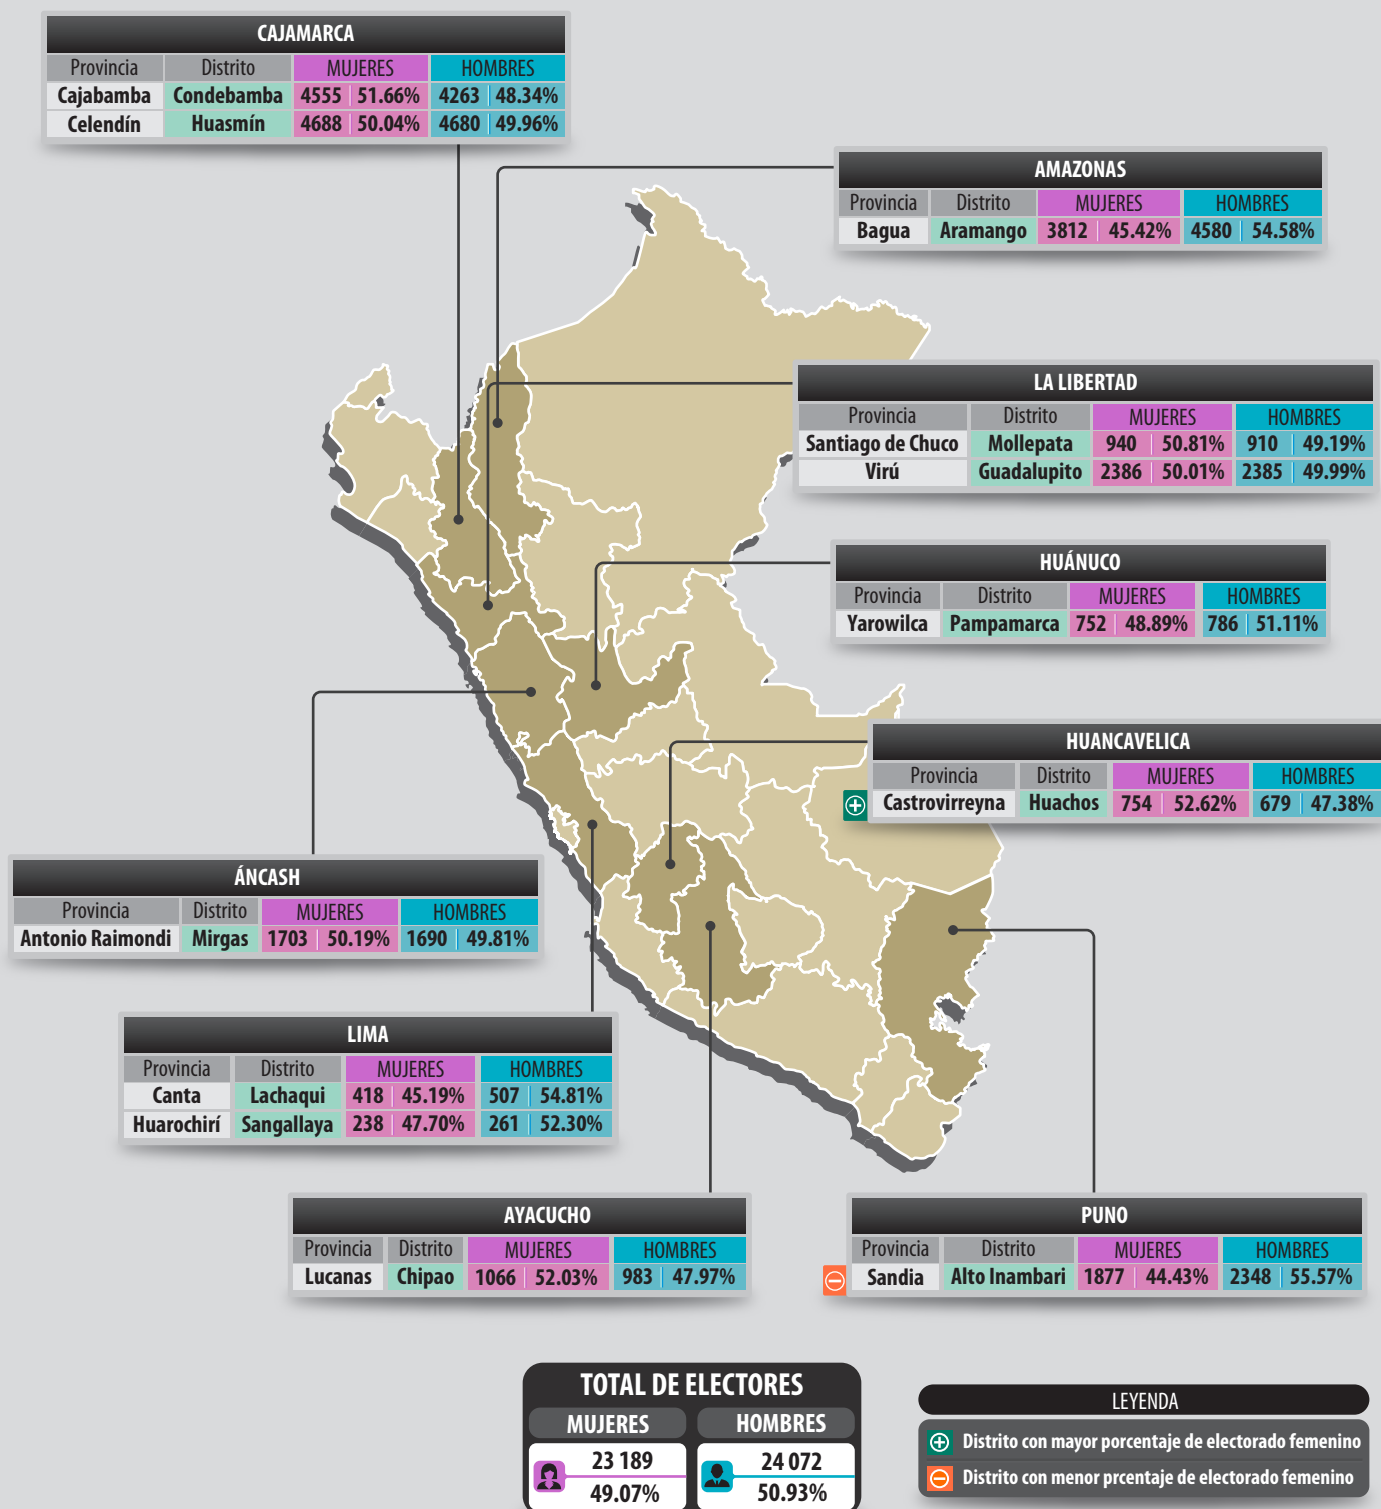 CAJAMARCA
Provincia Distrito MUJERES HOMBRES
Cajabamba Condebamba 4555 51.66% 4263 48.34%
Celendín Huasmín 4688 50.04% 4680 49.96%
AMAZONAS
Provincia Distrito MUJERES HOMBRES
Bagua Aramango 3812 45.42% 4580 54.58%
LA LIBERTAD
Provincia Distrito MUJERES HOMBRES
Santiago de Chuco Mollepata 940 50.81% 910 49.19%
Virú Guadalupito 2386 50.01% 2385 49.99%
HUÁNUCO
Provincia Distrito MUJERES HOMBRES
Yarowilca Pampamarca 752 48.89% 786 51.11%
HUANCAVELICA
Provincia Distrito MUJERES HOMBRES
Castrovirreyna Huachos 754 52.62% 679 47.38%
ÁNCASH
Provincia Distrito MUJERES HOMBRES
Antonio Raimondi Mirgas 1703 50.19% 1690 49.81%
LIMA
Provincia Distrito MUJERES HOMBRES
Canta Lachaqui 418 45.19% 507 54.81%
Huarochirí Sangallaya 238 47.70% 261 52.30%
AYACUCHO
Provincia Distrito MUJERES HOMBRES
Lucanas Chipao 1066 52.03% 983 47.97%
PUNO
Provincia Distrito MUJERES HOMBRES
Sandia Alto Inambari 1877 44.43% 2348 55.57%
TOTAL DE ELECTORES
MUJERES HOMBRES
23 189 24 072
49.07% 50.93%
LEYENDA
Distrito con mayor porcentaje de electorado femenino
Distrito con menor prcentaje de electorado femenino